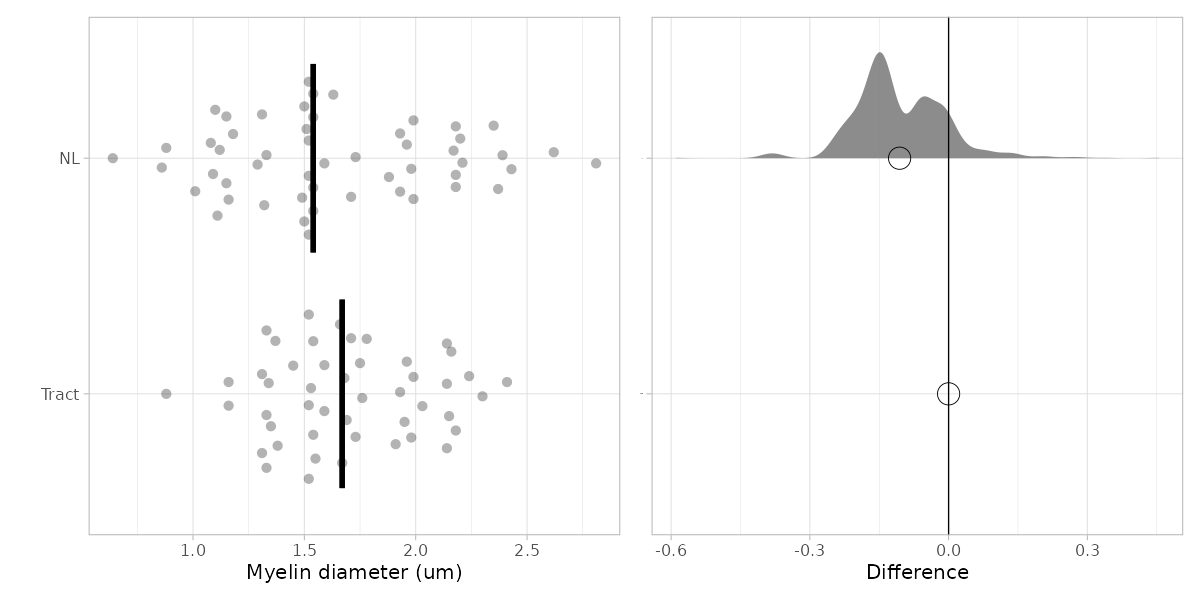 NL
Tract
1.0 1.5 2.0 2.5
Myelin diameter (um)
-0.6 -0.3 0.0 0.3
Difference